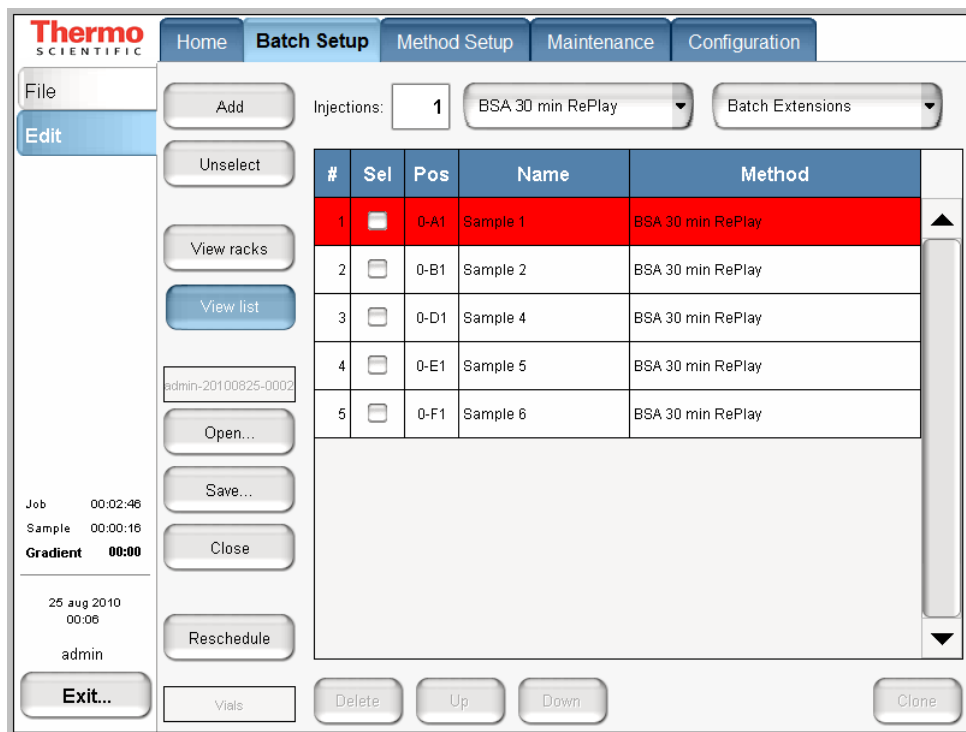 Thermo
SCIENTIFIC
Home
Batch Setup
Method Setup
Maintenance
Configuration
File
Edit
Add
Injections:
1
BSA 30 min RePlay
Batch Extensions
Unselect
View racks
View list
admin-20100825-0002
Open...
Save...
Close
Reschedule
Vials
# Sel Pos Name Method
1 0-A1 Sample 1 BSA 30 min RePlay
2 0-B1 Sample 2 BSA 30 min RePlay
3 0-D1 Sample 4 BSA 30 min RePlay
4 0-E1 Sample 5 BSA 30 min RePlay
5 0-F1 Sample 6 BSA 30 min RePlay
Job 00:02:46
Sample 00:00:16
Gradient 00:00
25 aug 2010
00:06
admin
Exit...
Delete
Up
Down
Clone